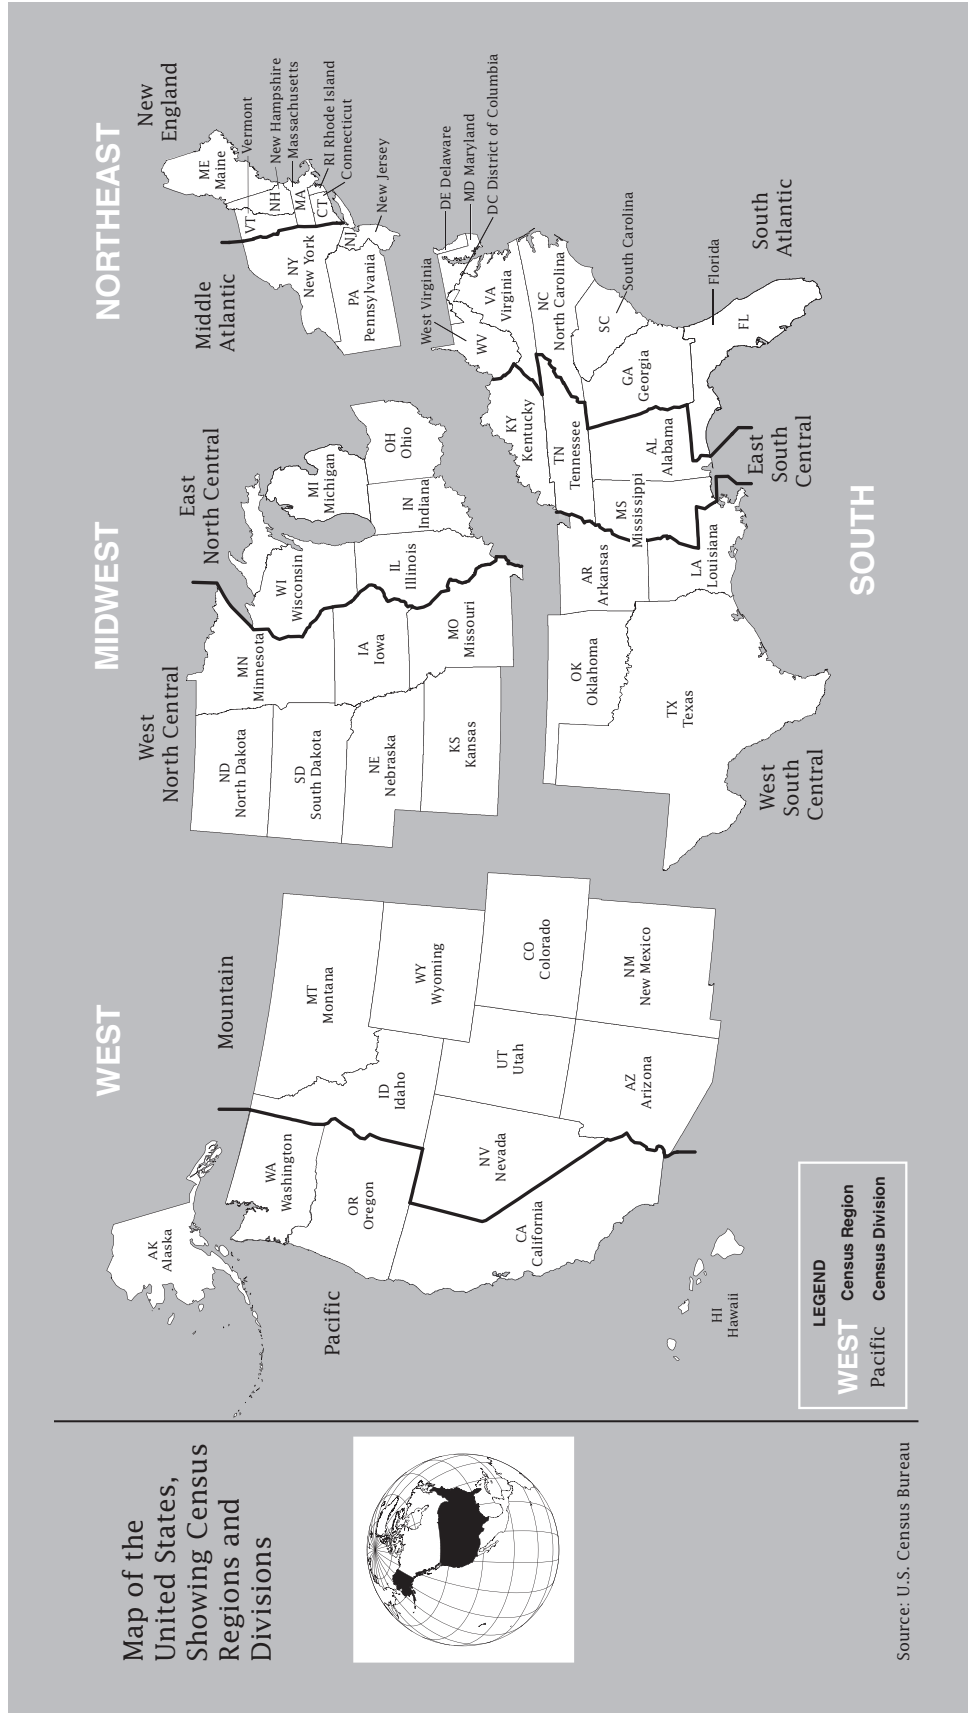 Map of the
United States,
Showing Census
Regions and
Divisions
Source: U.S. Census Bureau
WEST
MIDWEST
NORTHEAST
AK
Alaska
Pacific
WA
Washington
OR
Oregon
CA
California
HI
Hawaii
Mountain
MT
Montana
ID
Idaho
WY
Wyoming
NV
Nevada
UT
Utah
CO
Colorado
AZ
Arizona
NM
New Mexico
West
North Central
ND
North Dakota
SD
South Dakota
NE
Nebraska
KS
Kansas
MN
Minnesota
IA
Iowa
MO
Missouri
East
North Central
WI
Wisconsin
MI
Michigan
IL
Illinois
IN
Indiana
OH
Ohio
Middle
Atlantic
NY
New York
PA
Pennsylvania
NJ
New Jersey
New
England
ME
Maine
VT
Vermont
NH
New Hampshire
MA
Massachusetts
RI Rhode Island
CT
Connecticut
West
South
Central
OK
Oklahoma
TX
Texas
AR
Arkansas
LA
Louisiana
East
South
Central
KY
Kentucky
TN
Tennessee
MS
Mississippi
AL
Alabama
SOUTH
South
Atlantic
West Virginia
WV
DE Delaware
MD Maryland
DC District of Columbia
VA
Virginia
NC
North Carolina
SC
South Carolina
GA
Georgia
FL
Florida
LEGEND
WEST Census Region
Pacific Census Division